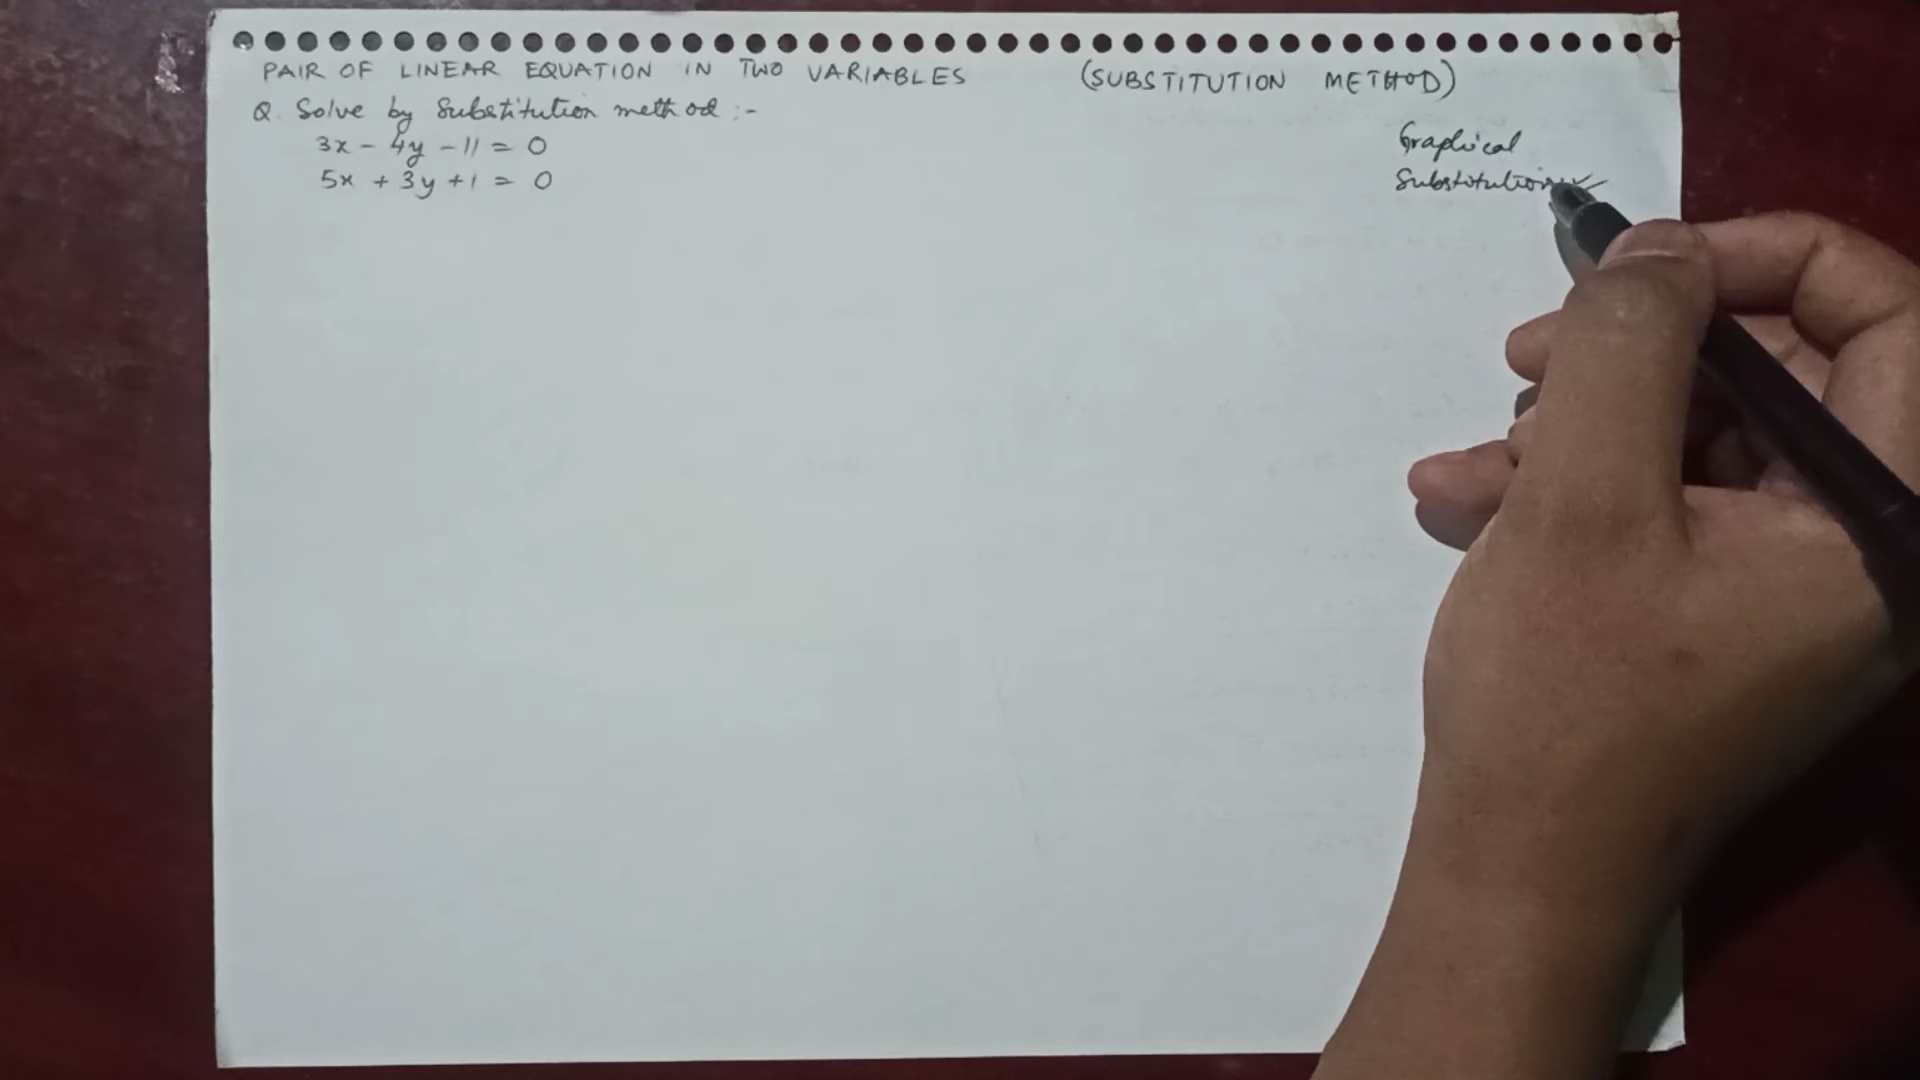 PAIR OF LINEAR EQUATION IN TWO VARIABLES (SUBSTITUTION METHOD)
Q. Solve by Substitution method :-
3x - 4y - 11 = 0
5x + 3y + 1 = 0
Graphical
Substitution